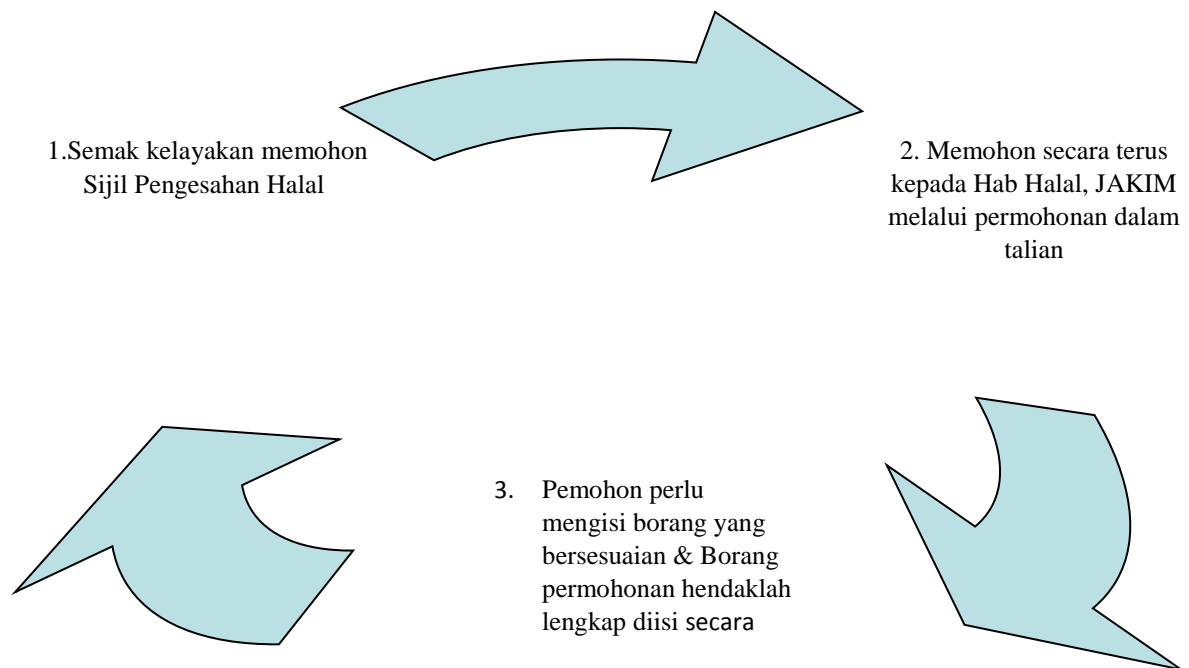 1.Semak kelayakan memohon
Sijil Pengesahan Halal
2. Memohon secara terus
kepada Hab Halal, JAKIM
melalui permohonan dalam
talian
3. Pemohon perlu
mengisi borang yang
bersesuaian & Borang
permohonan hendaklah
lengkap diisi secara